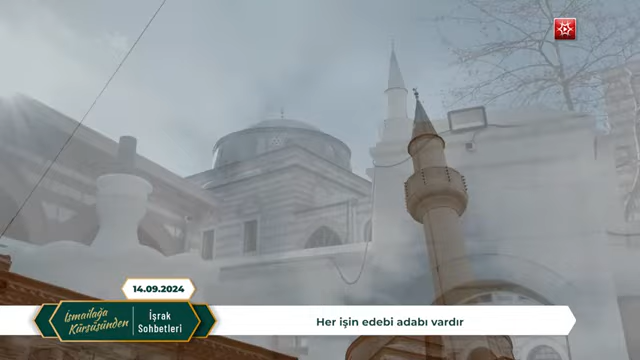 14.09.2024
İsmailağa
Kürsüsünden
İşrak
Sohbetleri
Her işin edebi adabı vardır